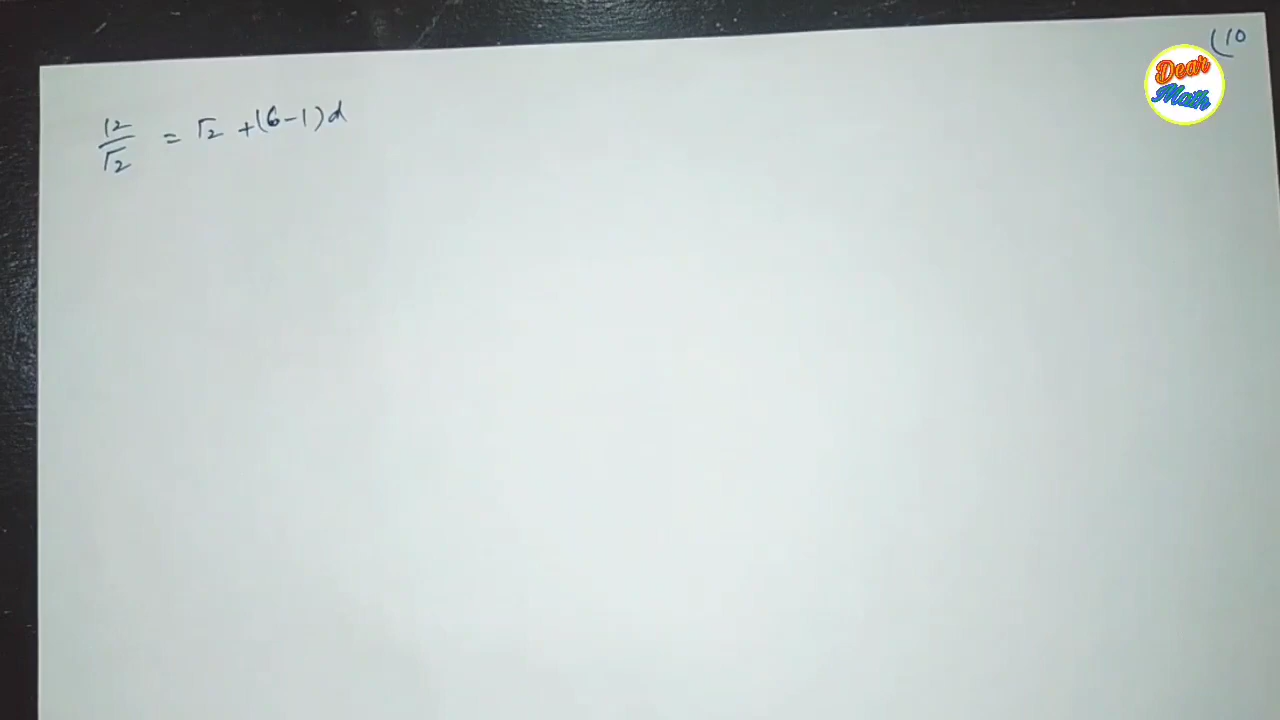 (10
Dear
Math
12/√2 = √2 + (6-1)d